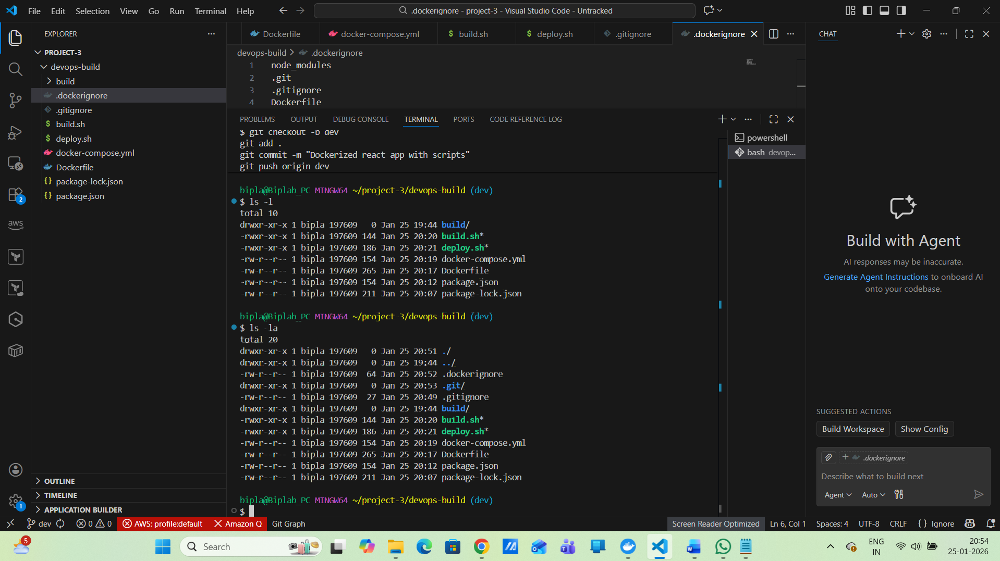 File Edit Selection View Go Run Terminal Help
.dockerignore - project-3 - Visual Studio Code - Untracked
EXPLORER
PROJECT-3
devops-build
build
.dockerignore
.gitignore
$ build.sh
$ deploy.sh
docker-compose.yml
Dockerfile
{} package-lock.json
{} package.json
OUTLINE
TIMELINE
APPLICATION BUILDER
aws
2
1
Dockerfile
docker-compose.yml
$ build.sh
$ deploy.sh
.gitignore
.dockerignore
devops-build > .dockerignore
1 node_modules
2 .git
3 .gitignore
4 Dockerfile
PROBLEMS OUTPUT DEBUG CONSOLE TERMINAL PORTS CODE REFERENCE LOG
powershell
bash devop...
$ git checkout -b dev
git add .
git commit -m "Dockerized react app with scripts"
git push origin dev
bipla@Biplab_PC MINGW64 ~/project-3/devops-build (dev)
$ ls -l
total 10
drwxr-xr-x 1 bipla 197609   0 Jan 25 19:44 build/
-rwxr-xr-x 1 bipla 197609 144 Jan 25 20:20 build.sh*
-rwxr-xr-x 1 bipla 197609 186 Jan 25 20:21 deploy.sh*
-rw-r--r-- 1 bipla 197609 154 Jan 25 20:19 docker-compose.yml
-rw-r--r-- 1 bipla 197609 265 Jan 25 20:17 Dockerfile
-rw-r--r-- 1 bipla 197609 154 Jan 25 20:12 package.json
-rw-r--r-- 1 bipla 197609 211 Jan 25 20:07 package-lock.json
bipla@Biplab_PC MINGW64 ~/project-3/devops-build (dev)
$ ls -la
total 20
drwxr-xr-x 1 bipla 197609   0 Jan 25 20:51 ./
drwxr-xr-x 1 bipla 197609   0 Jan 25 19:44 ../
-rw-r--r-- 1 bipla 197609  64 Jan 25 20:52 .dockerignore
drwxr-xr-x 1 bipla 197609   0 Jan 25 20:53 .git/
-rw-r--r-- 1 bipla 197609  27 Jan 25 20:49 .gitignore
drwxr-xr-x 1 bipla 197609   0 Jan 25 19:44 build/
-rwxr-xr-x 1 bipla 197609 144 Jan 25 20:20 build.sh*
-rwxr-xr-x 1 bipla 197609 186 Jan 25 20:21 deploy.sh*
-rw-r--r-- 1 bipla 197609 154 Jan 25 20:19 docker-compose.yml
-rw-r--r-- 1 bipla 197609 265 Jan 25 20:17 Dockerfile
-rw-r--r-- 1 bipla 197609 154 Jan 25 20:12 package.json
-rw-r--r-- 1 bipla 197609 211 Jan 25 20:07 package-lock.json
bipla@Biplab_PC MINGW64 ~/project-3/devops-build (dev)
$
CHAT
Build with Agent
AI responses may be inaccurate.
Generate Agent Instructions to onboard AI
onto your codebase.
SUGGESTED ACTIONS
Build Workspace Show Config
.dockerignore
Describe what to build next
Agent Auto
dev 0 0 AWS: profile:default Amazon Q Git Graph
Screen Reader Optimized Ln 6, Col 1 Spaces: 4 UTF-8 CRLF {} Ignore
5
Search
ENG
IN
20:54
25-01-2026